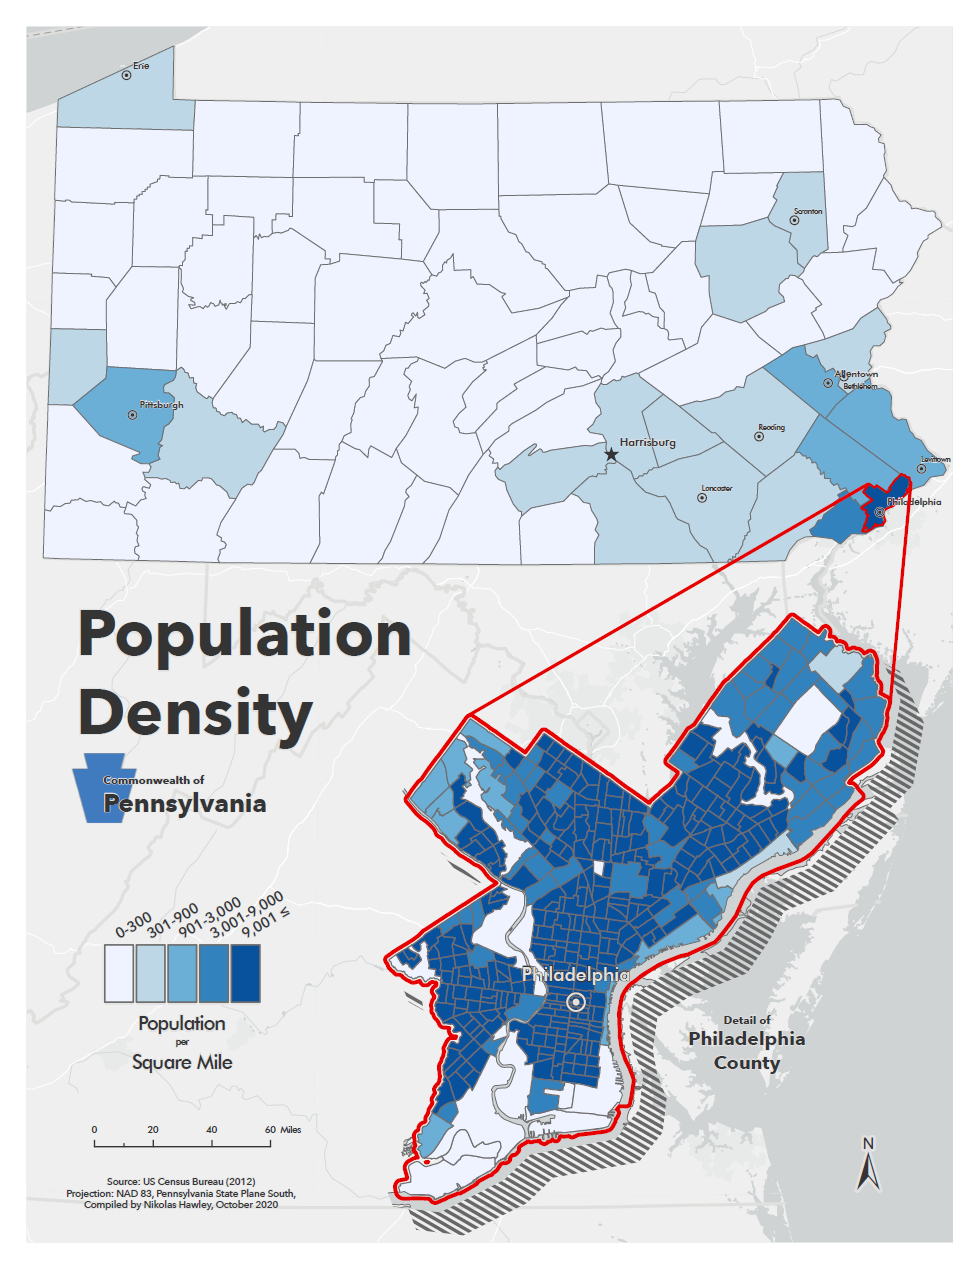 Erie
Scranton
Allentown
Bethlehem
Pittsburgh
Reading
Harrisburg
Levittown
Lancaster
Philadelphia
Population
Density
Commonwealth of
Pennsylvania
0-300
301-900
901-3,000
3,001-9,000
9,001 ≤
Population
per
Square Mile
Philadelphia
Detail of
Philadelphia
County
0 20 40 60 Miles
N
Source: US Census Bureau (2012)
Projection: NAD 83, Pennsylvania State Plane South,
Compiled by Nikolas Hawley, October 2020